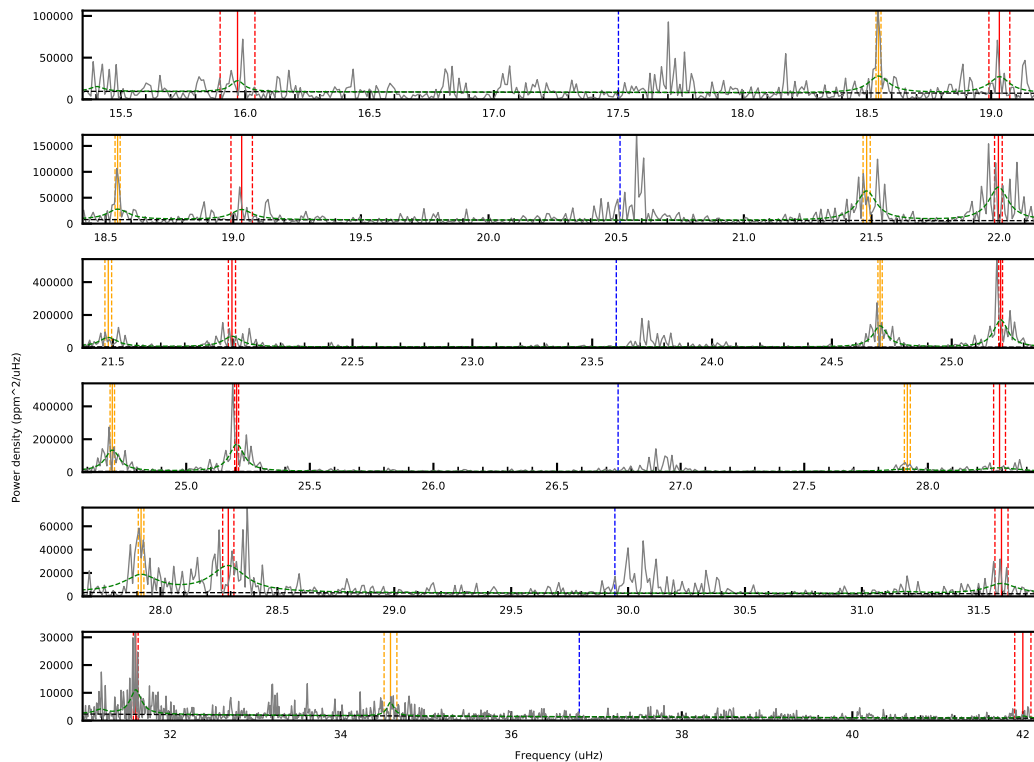 100000
50000
0
15.5 16.0 16.5 17.0 17.5 18.0 18.5 19.0
150000
100000
50000
0
18.5 19.0 19.5 20.0 20.5 21.0 21.5 22.0
400000
200000
0
21.5 22.0 22.5 23.0 23.5 24.0 24.5 25.0
Power density (ppm^2/uHz)
400000
200000
0
25.0 25.5 26.0 26.5 27.0 27.5 28.0
60000
40000
20000
0
28.0 28.5 29.0 29.5 30.0 30.5 31.0 31.5
30000
20000
10000
0
32 34 36 38 40 42
Frequency (uHz)